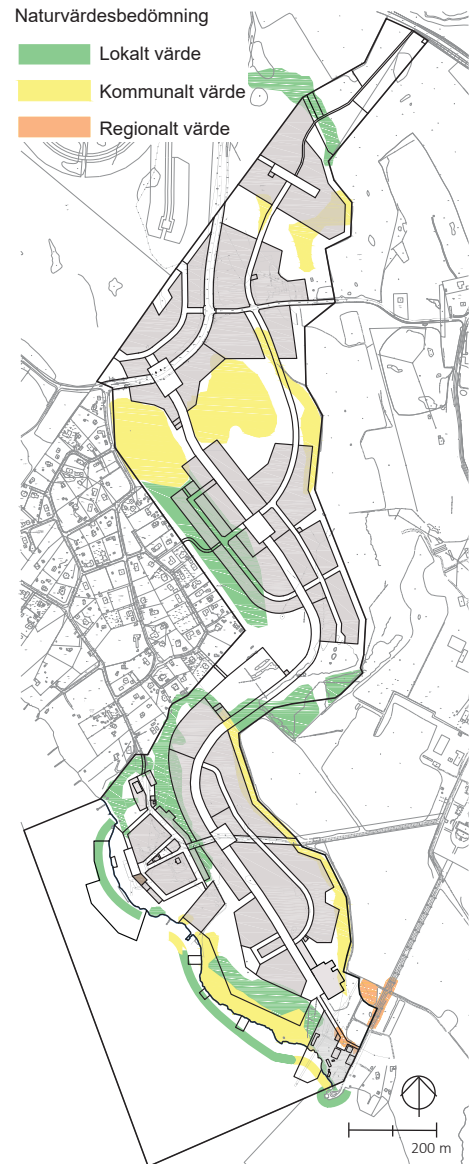 Naturvärdesbedömning
Lokalt värde
Kommunalt värde
Regionalt värde
200 m